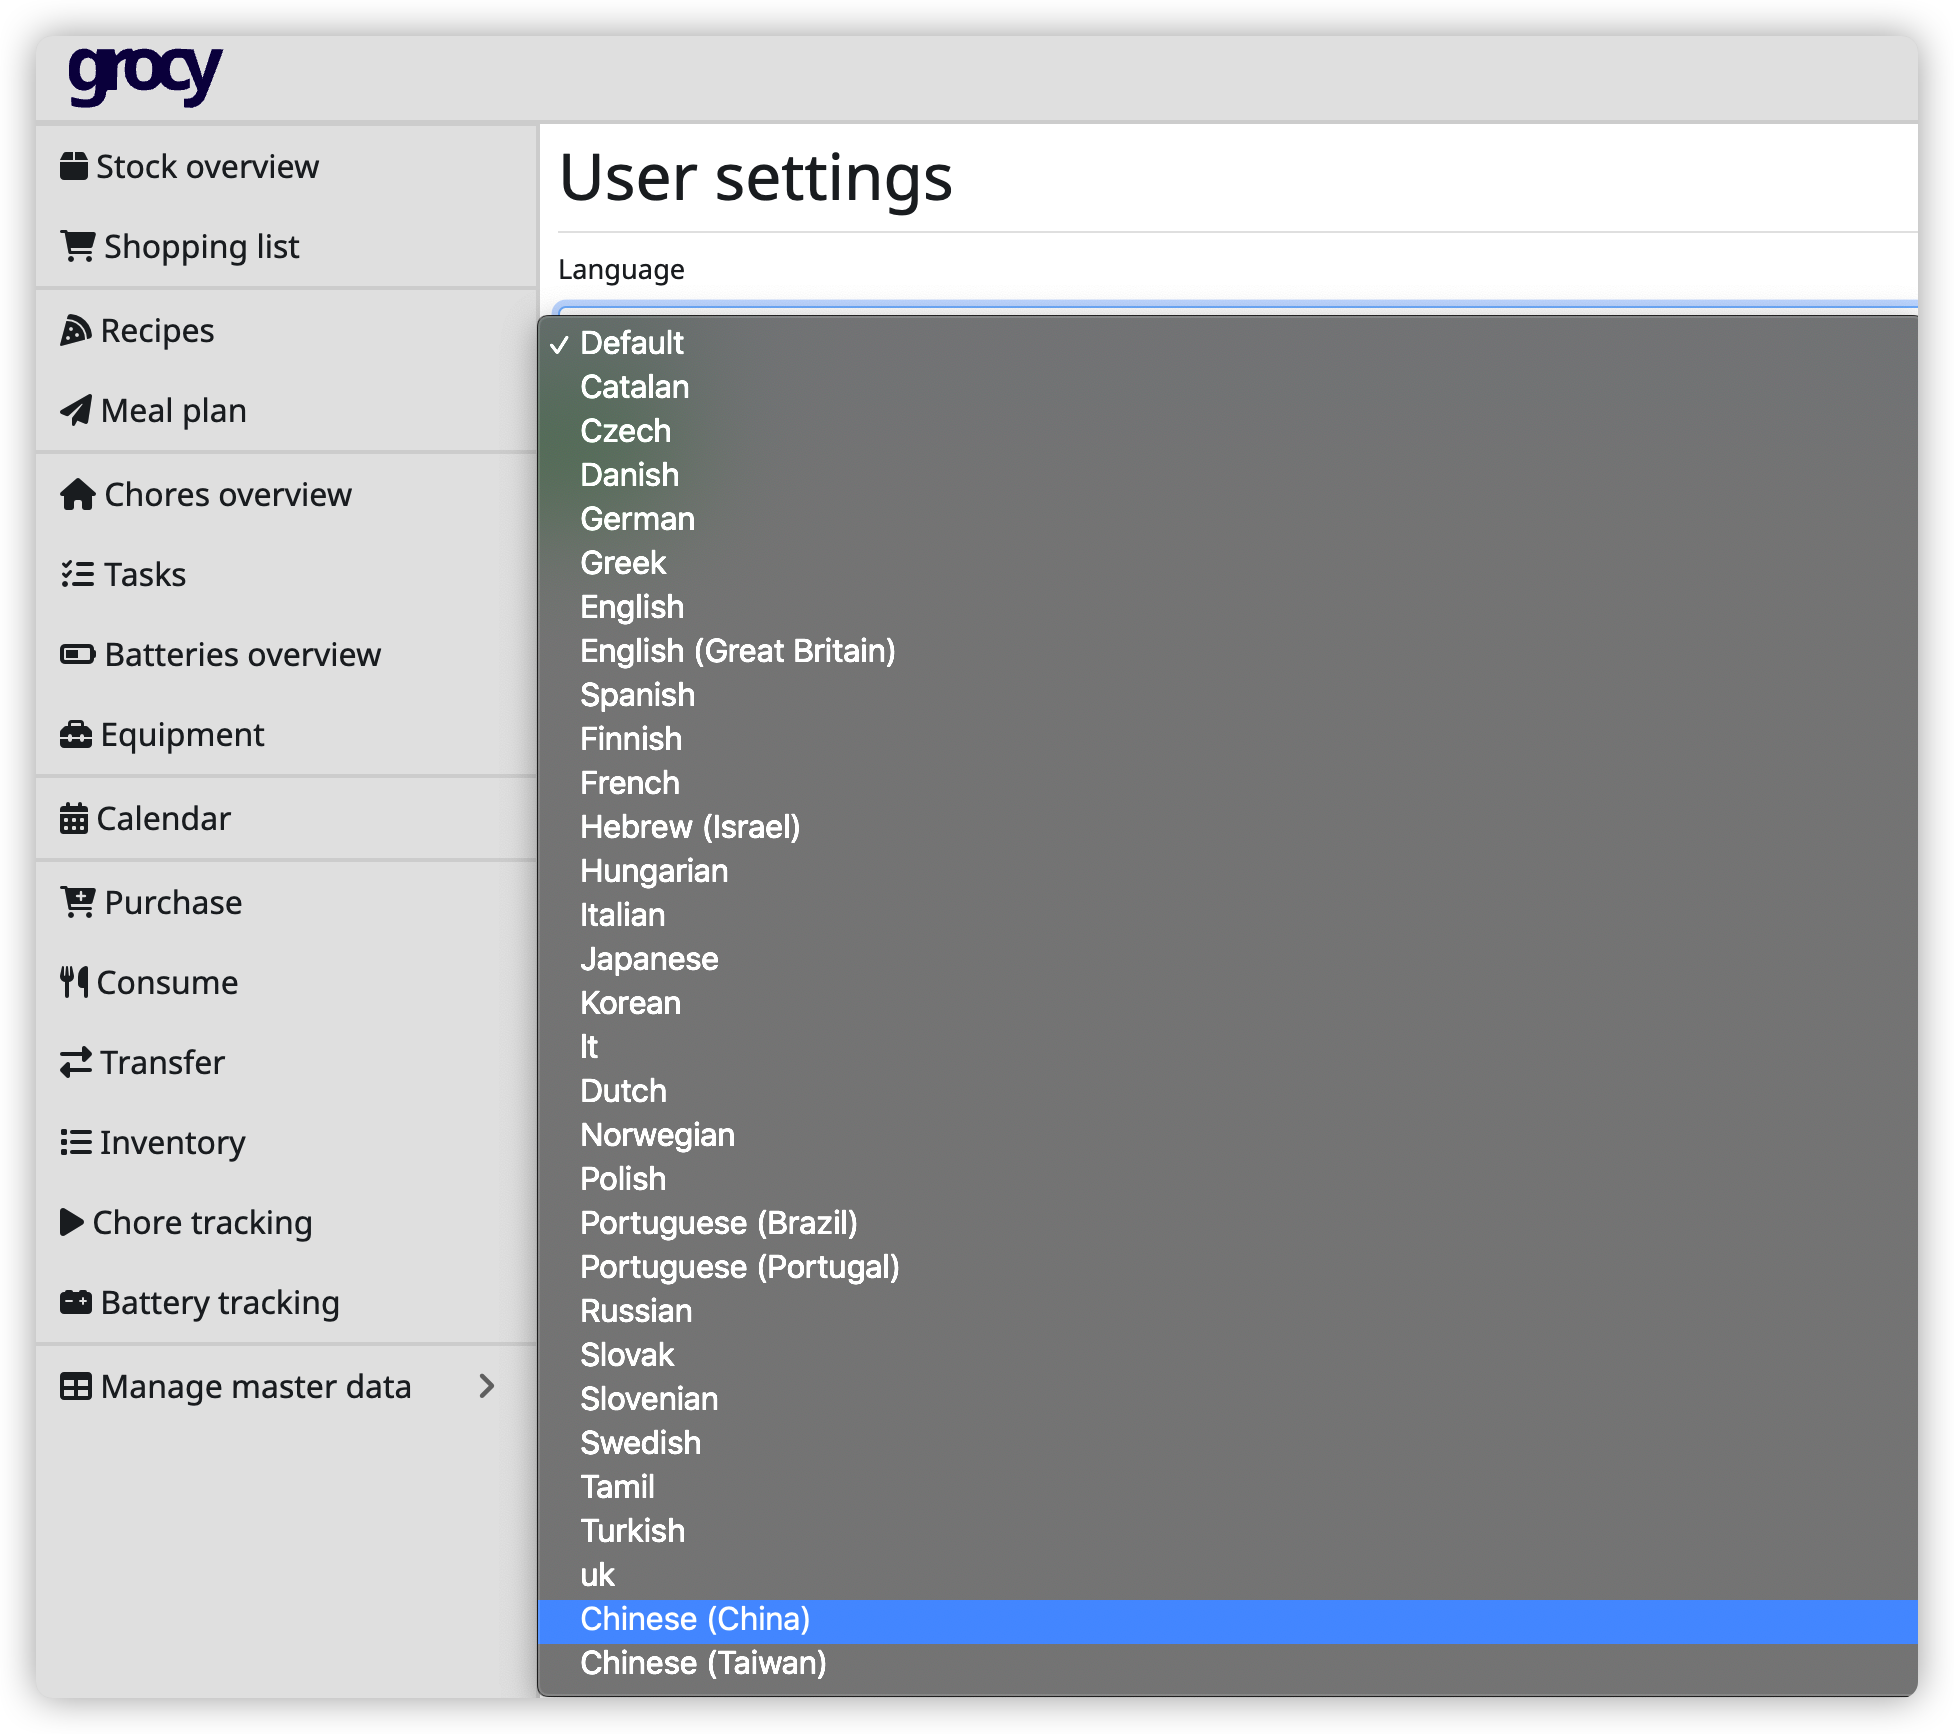 grocy
Stock overview
Shopping list
Recipes
Meal plan
Chores overview
Tasks
Batteries overview
Equipment
Calendar
Purchase
Consume
Transfer
Inventory
Chore tracking
Battery tracking
Manage master data
User settings
Language
✓ Default
Catalan
Czech
Danish
German
Greek
English
English (Great Britain)
Spanish
Finnish
French
Hebrew (Israel)
Hungarian
Italian
Japanese
Korean
lt
Dutch
Norwegian
Polish
Portuguese (Brazil)
Portuguese (Portugal)
Russian
Slovak
Slovenian
Swedish
Tamil
Turkish
uk
Chinese (China)
Chinese (Taiwan)